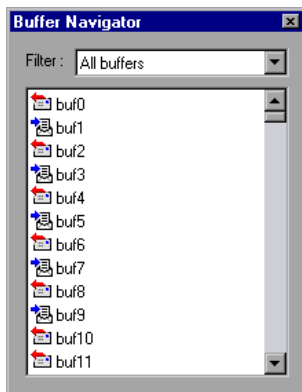 Buffer Navigator
Filter : All buffers
buf0
buf1
buf2
buf3
buf4
buf5
buf6
buf7
buf8
buf9
buf10
buf11